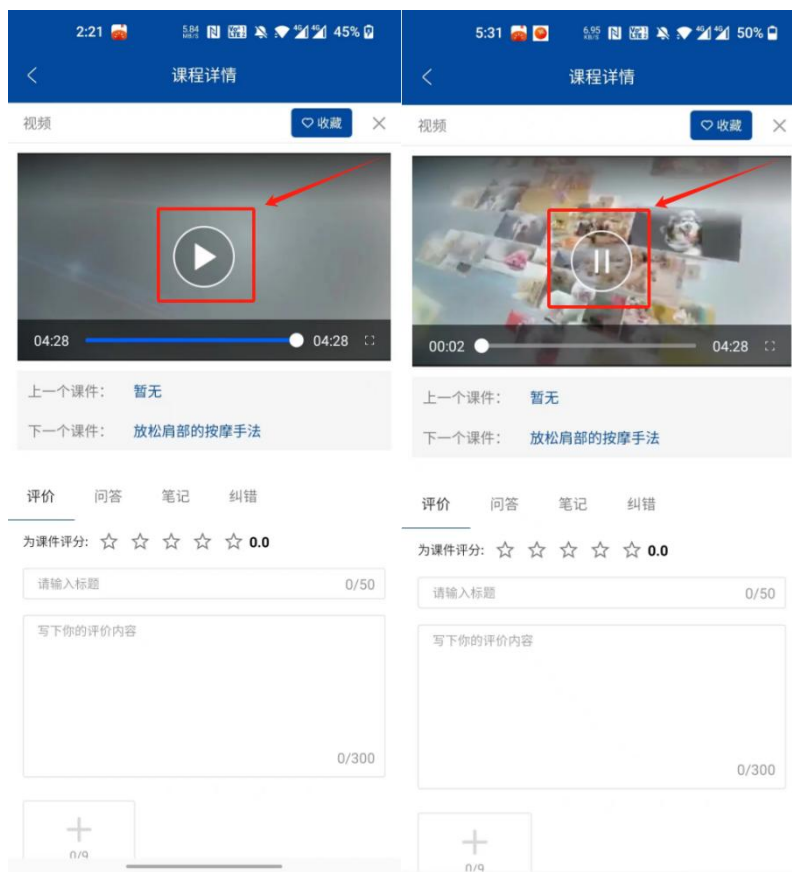 2:21 5.84 MB/S 45%
课程详情
视频 收藏
04:28 04:28
上一个课件: 暂无
下一个课件: 放松肩部的按摩手法
评价 问答 笔记 纠错
为课件评分: 0.0
请输入标题 0/50
写下你的评价内容
0/300
0/9
5:31 6.95 KB/S 50%
课程详情
视频 收藏
00:02 04:28
上一个课件: 暂无
下一个课件: 放松肩部的按摩手法
评价 问答 笔记 纠错
为课件评分: 0.0
请输入标题 0/50
写下你的评价内容
0/300
0/9